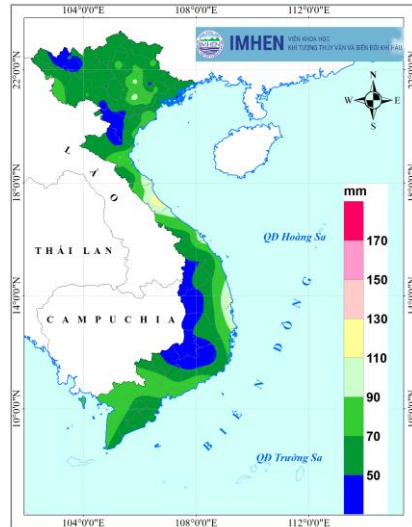 104°0'0"E 108°0'0"E 112°0'0"E
IMHEN
VIỆN KHOA HỌC
KHÍ TƯỢNG THỦY VĂN VÀ BIẾN ĐỔI KHÍ HẬU
22°0'0"N
N
W E
S
LÀO
18°0'0"N
mm
170
150
130
110
90
70
50
QĐ Hoàng Sa
THÁI LAN
14°0'0"N
CAMPUCHIA
BIỂN ĐÔNG
10°0'0"N
QĐ Trường Sa
104°0'0"E 108°0'0"E 112°0'0"E